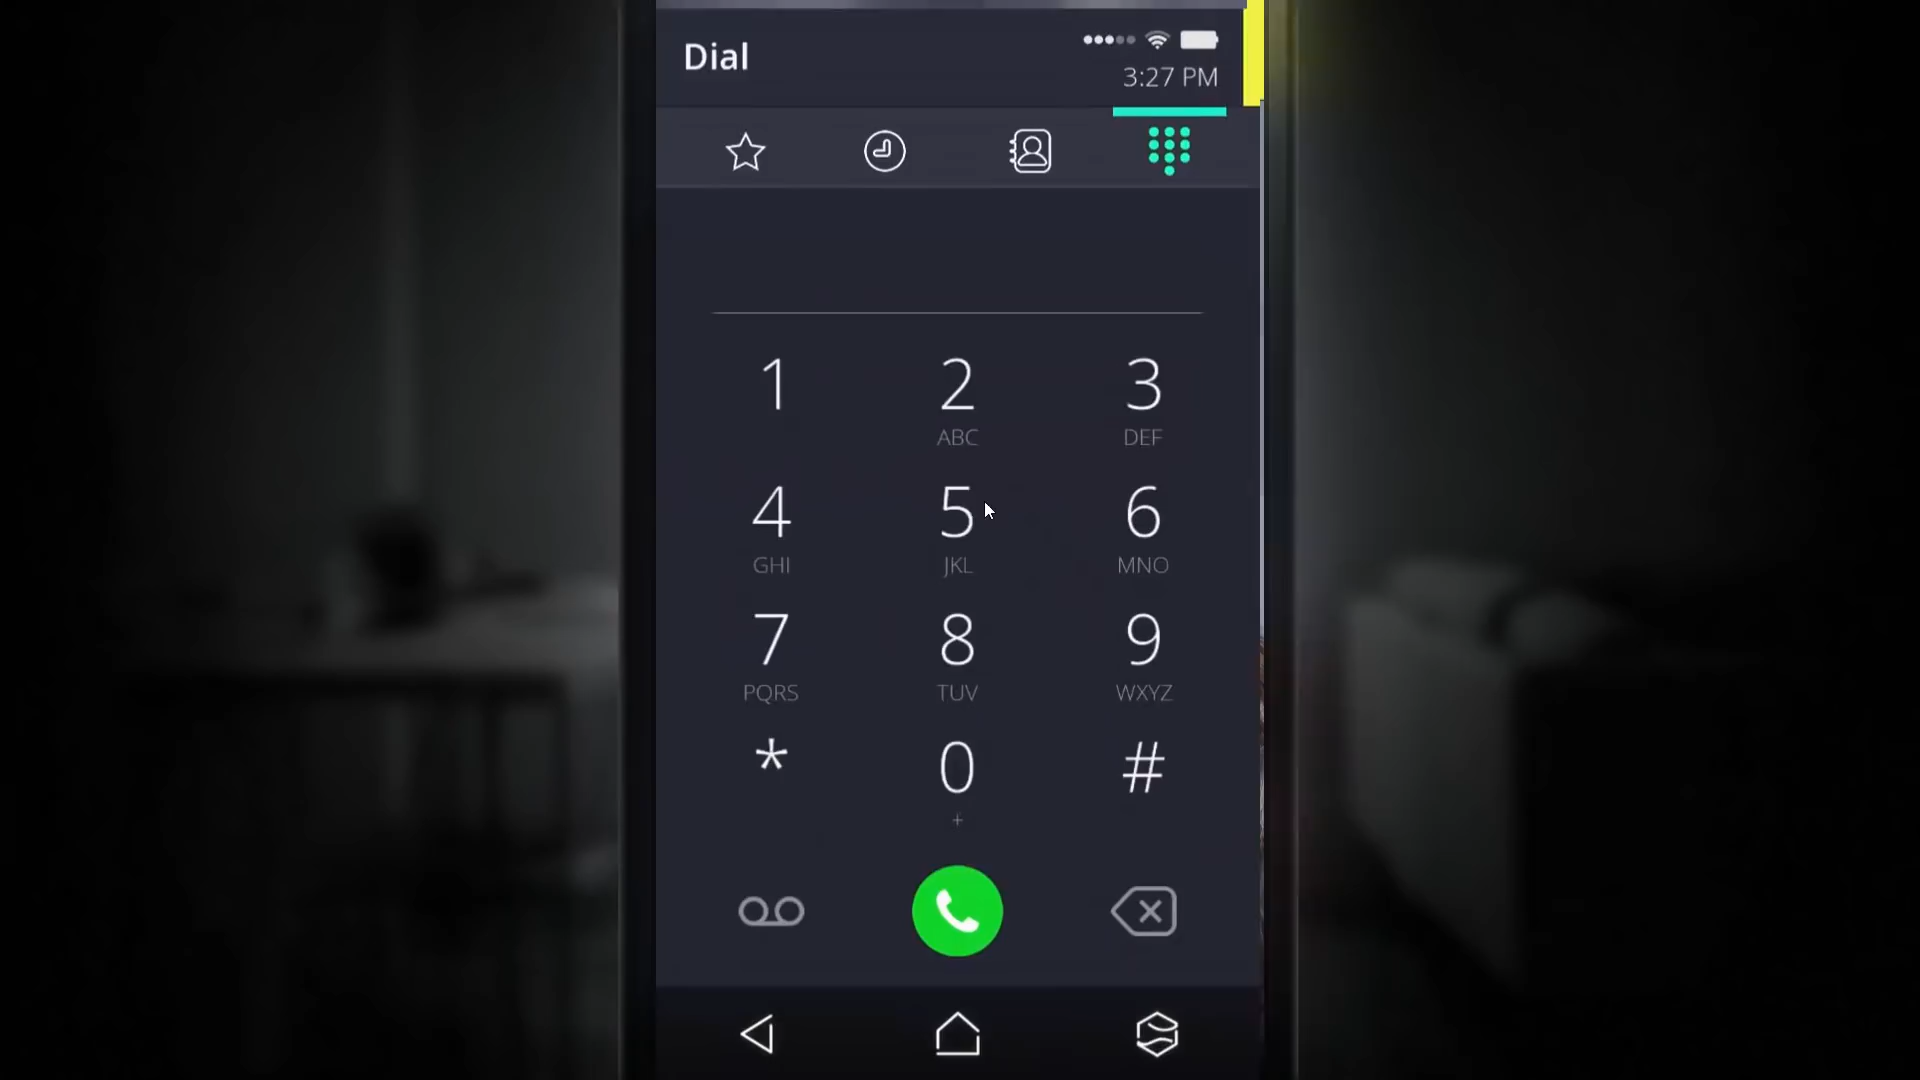 Dial
3:27 PM
1 2 3
ABC DEF
4 5 6
GHI JKL MNO
7 8 9
PQRS TUV WXYZ
* 0 #
+